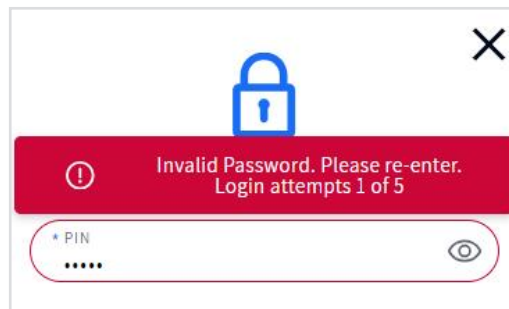 Invalid Password. Please re-enter.
Login attempts 1 of 5
* PIN
•••••